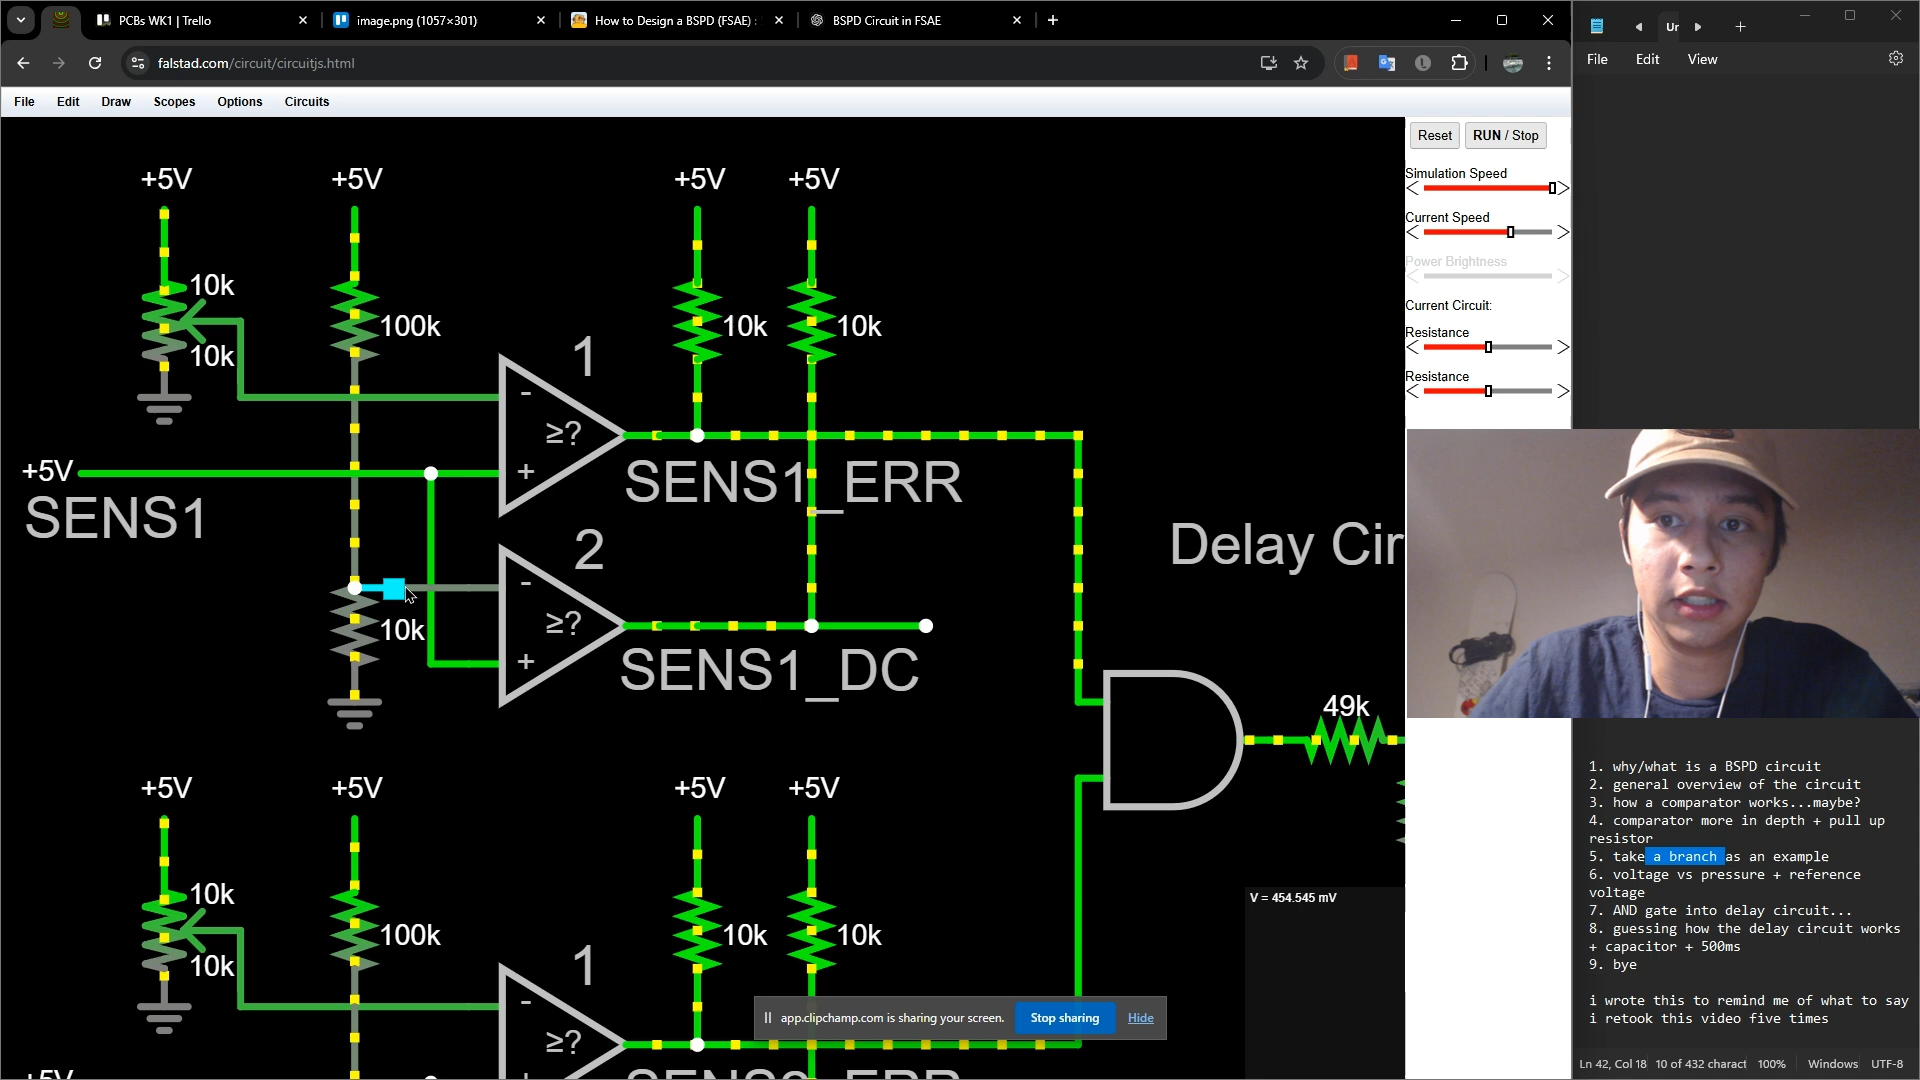 PCBs WK1 | Trello
image.png (1057×301)
How to Design a BSPD (FSAE) :
BSPD Circuit in FSAE
falstad.com/circuit/circuitjs.html
File Edit Draw Scopes Options Circuits
Reset RUN / Stop
Simulation Speed
Current Speed
Power Brightness
Current Circuit:
Resistance
Resistance
+5V +5V +5V +5V
10k
10k
100k
10k 10k
1
-
≥?
+
+5V
SENS1
SENS1_ERR
2
-
≥?
+
10k
SENS1_DC
Delay Cir
49k
V = 454.545 mV
+5V +5V +5V +5V
10k
10k
100k
10k 10k
1
-
≥?
Ur
File Edit View
1. why/what is a BSPD circuit
2. general overview of the circuit
3. how a comparator works...maybe?
4. comparator more in depth + pull up
resistor
5. take a branch as an example
6. voltage vs pressure + reference
voltage
7. AND gate into delay circuit...
8. guessing how the delay circuit works
+ capacitor + 500ms
9. bye
i wrote this to remind me of what to say
i retook this video five times
app.clipchamp.com is sharing your screen. Stop sharing Hide
Ln 42, Col 18 10 of 432 charact 100% Windows UTF-8